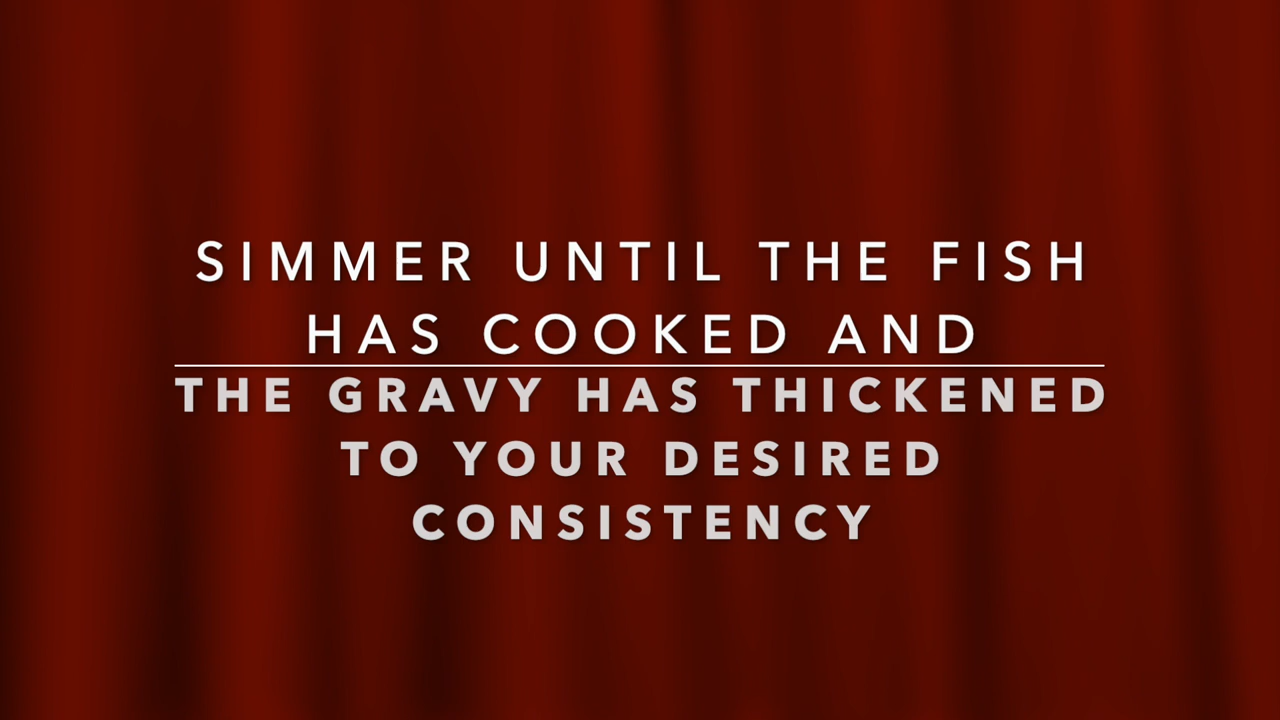 SIMMER UNTIL THE FISH
HAS COOKED AND
THE GRAVY HAS THICKENED
TO YOUR DESIRED
CONSISTENCY